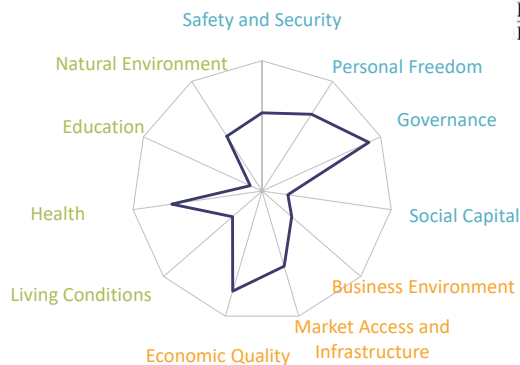 Safety and Security
Natural Environment
Personal Freedom
Education
Governance
Health
Social Capital
Living Conditions
Business Environment
Market Access and
Infrastructure
Economic Quality